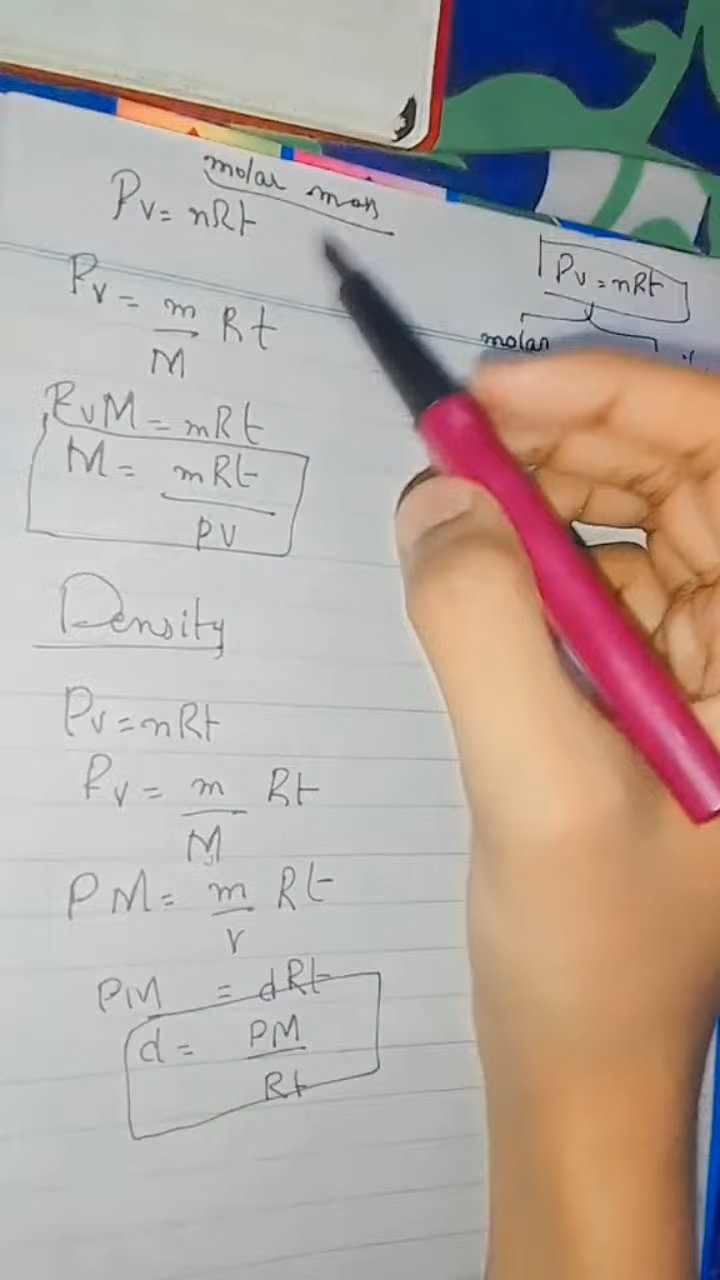 molar mass
Pv = nRt
Pv = m/M Rt
PvM = mRt
M = mRt/PV
Density
Pv = nRt
Pv = m/M Rt
PM = m/v Rt
PM = dRt
d = PM/Rt
Pv = nRt
molar